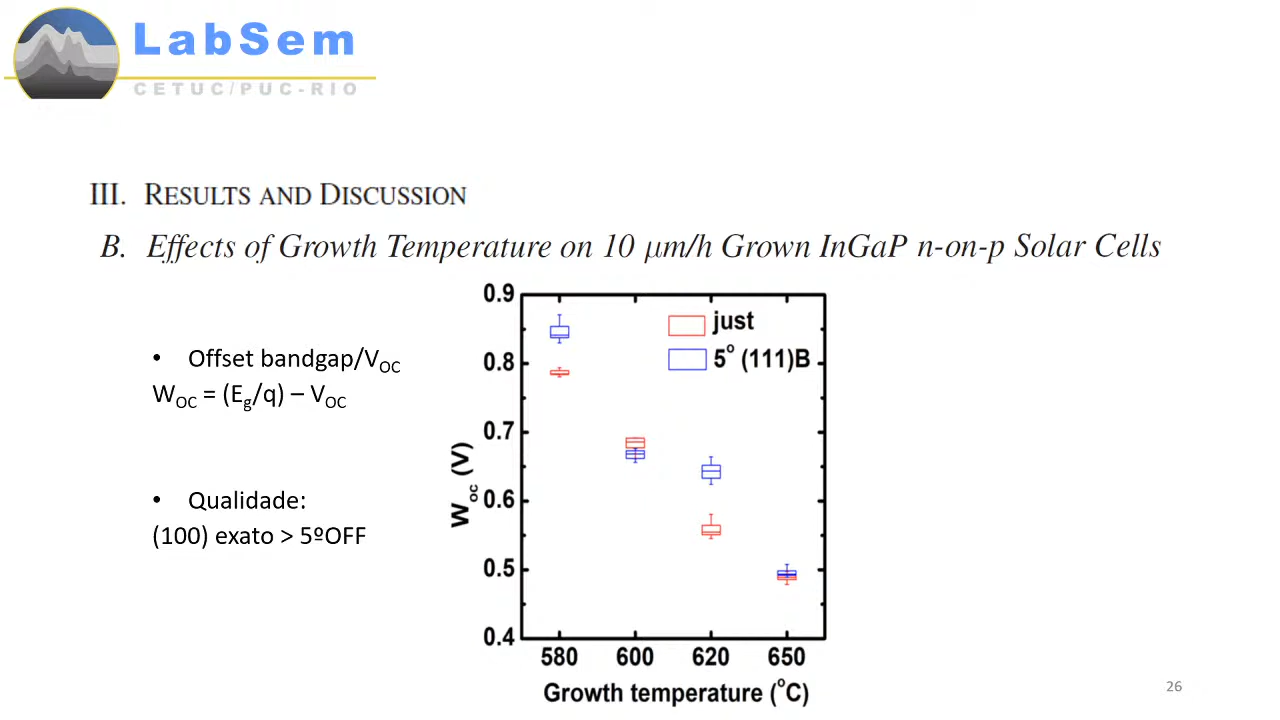 LabSem
CETUC/PUC-RIO
III. RESULTS AND DISCUSSION
B. Effects of Growth Temperature on 10 μm/h Grown InGaP n-on-p Solar Cells
• Offset bandgap/VOC
WOC = (Eg/q) – VOC
• Qualidade:
(100) exato > 5ºOFF
0.9
0.8
0.7
0.6
0.5
0.4
Woc (V)
just
5° (111)B
580 600 620 650
Growth temperature (°C)
26